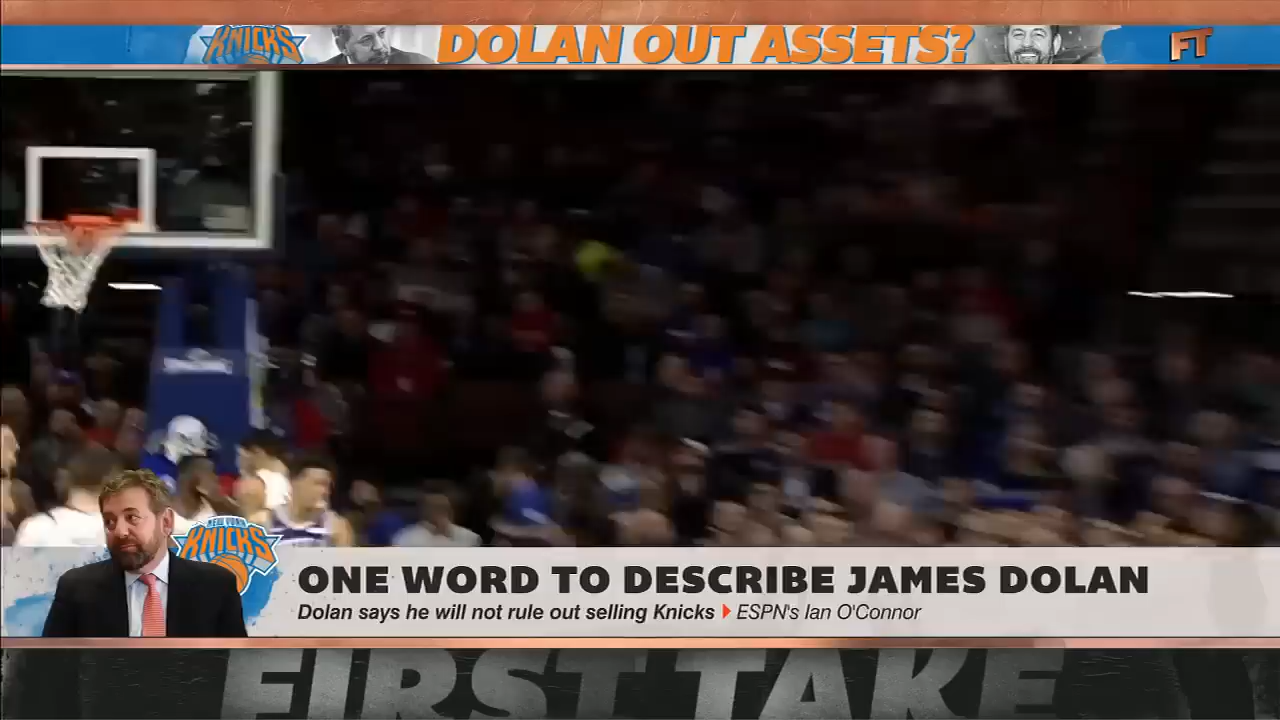 KNICKS
DOLAN OUT ASSETS?
FT
SPALDING
NEW YORK
KNICKS
ONE WORD TO DESCRIBE JAMES DOLAN
Dolan says he will not rule out selling Knicks ESPN's Ian O'Connor
FIRST TAKE